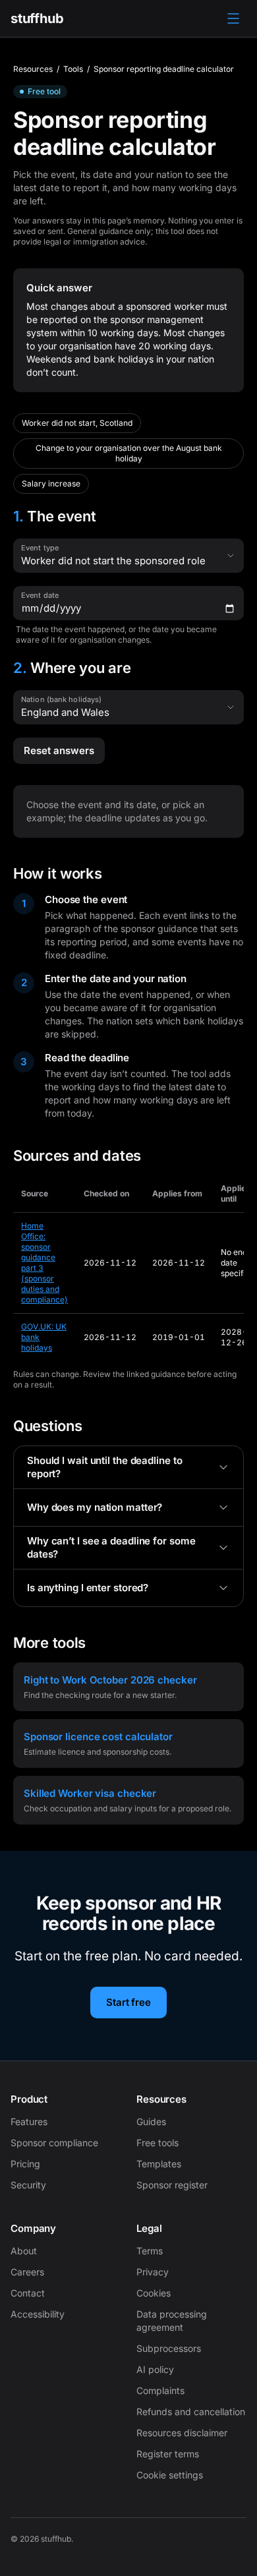 stuffhub
Resources / Tools / Sponsor reporting deadline calculator
Free tool
Sponsor reporting
deadline calculator
Pick the event, its date and your nation to see the
latest date to report it, and how many working days
are left.
Your answers stay in this page's memory. Nothing you enter is
saved or sent. General guidance only; this tool does not
provide legal or immigration advice.
Quick answer
Most changes about a sponsored worker must
be reported on the sponsor management
system within 10 working days. Most changes
to your organisation have 20 working days.
Weekends and bank holidays in your nation
don't count.
Worker did not start, Scotland
Change to your organisation over the August bank
holiday
Salary increase
1. The event
Event type
Worker did not start the sponsored role
Event date
mm/dd/yyyy
The date the event happened, or the date you became
aware of it for organisation changes.
2. Where you are
Nation (bank holidays)
England and Wales
Reset answers
Choose the event and its date, or pick an
example; the deadline updates as you go.
How it works
1
Choose the event
Pick what happened. Each event links to the
paragraph of the sponsor guidance that sets
its reporting period, and some events have no
fixed deadline.
2
Enter the date and your nation
Use the date the event happened, or when
you became aware of it for organisation
changes. The nation sets which bank holidays
are skipped.
3
Read the deadline
The event day isn't counted. The tool adds
the working days to find the latest date to
report and how many working days are left
from today.
Sources and dates
Source Checked on Applies from Applie
until
Home
Office:
sponsor
guidance
part 3
(sponsor
duties and
compliance)
2026-11-12 2026-11-12 No end
date
specif
GOV.UK: UK
bank
holidays
2026-11-12 2019-01-01 2028-
12-26
Rules can change. Review the linked guidance before acting
on a result.
Questions
Should I wait until the deadline to
report?
Why does my nation matter?
Why can't I see a deadline for some
dates?
Is anything I enter stored?
More tools
Right to Work October 2026 checker
Find the checking route for a new starter.
Sponsor licence cost calculator
Estimate licence and sponsorship costs.
Skilled Worker visa checker
Check occupation and salary inputs for a proposed role.
Keep sponsor and HR
records in one place
Start on the free plan. No card needed.
Start free
Product
Features
Sponsor compliance
Pricing
Security
Resources
Guides
Free tools
Templates
Sponsor register
Company
About
Careers
Contact
Accessibility
Legal
Terms
Privacy
Cookies
Data processing
agreement
Subprocessors
AI policy
Complaints
Refunds and cancellation
Resources disclaimer
Register terms
Cookie settings
© 2026 stuffhub.